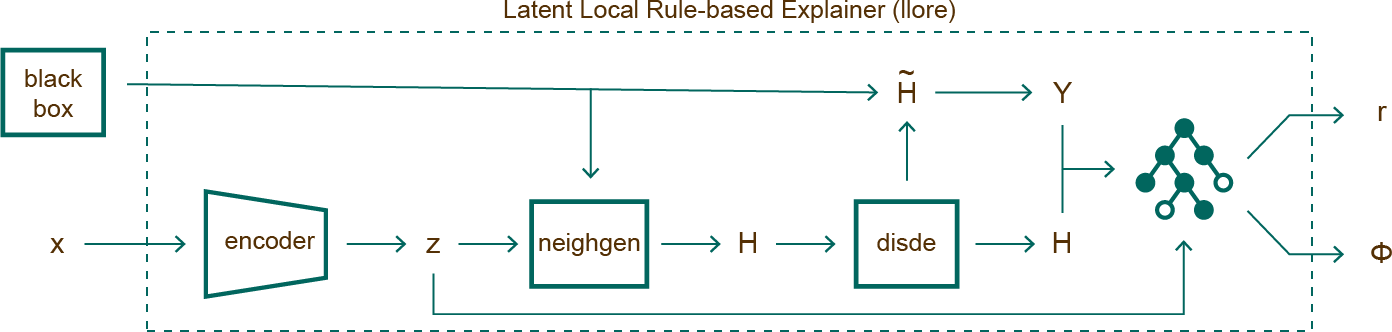 Latent Local Rule-based Explainer (llore)
black
box
H̃
Y
r
x
encoder
z
neighgen
H
disde
H
Φ